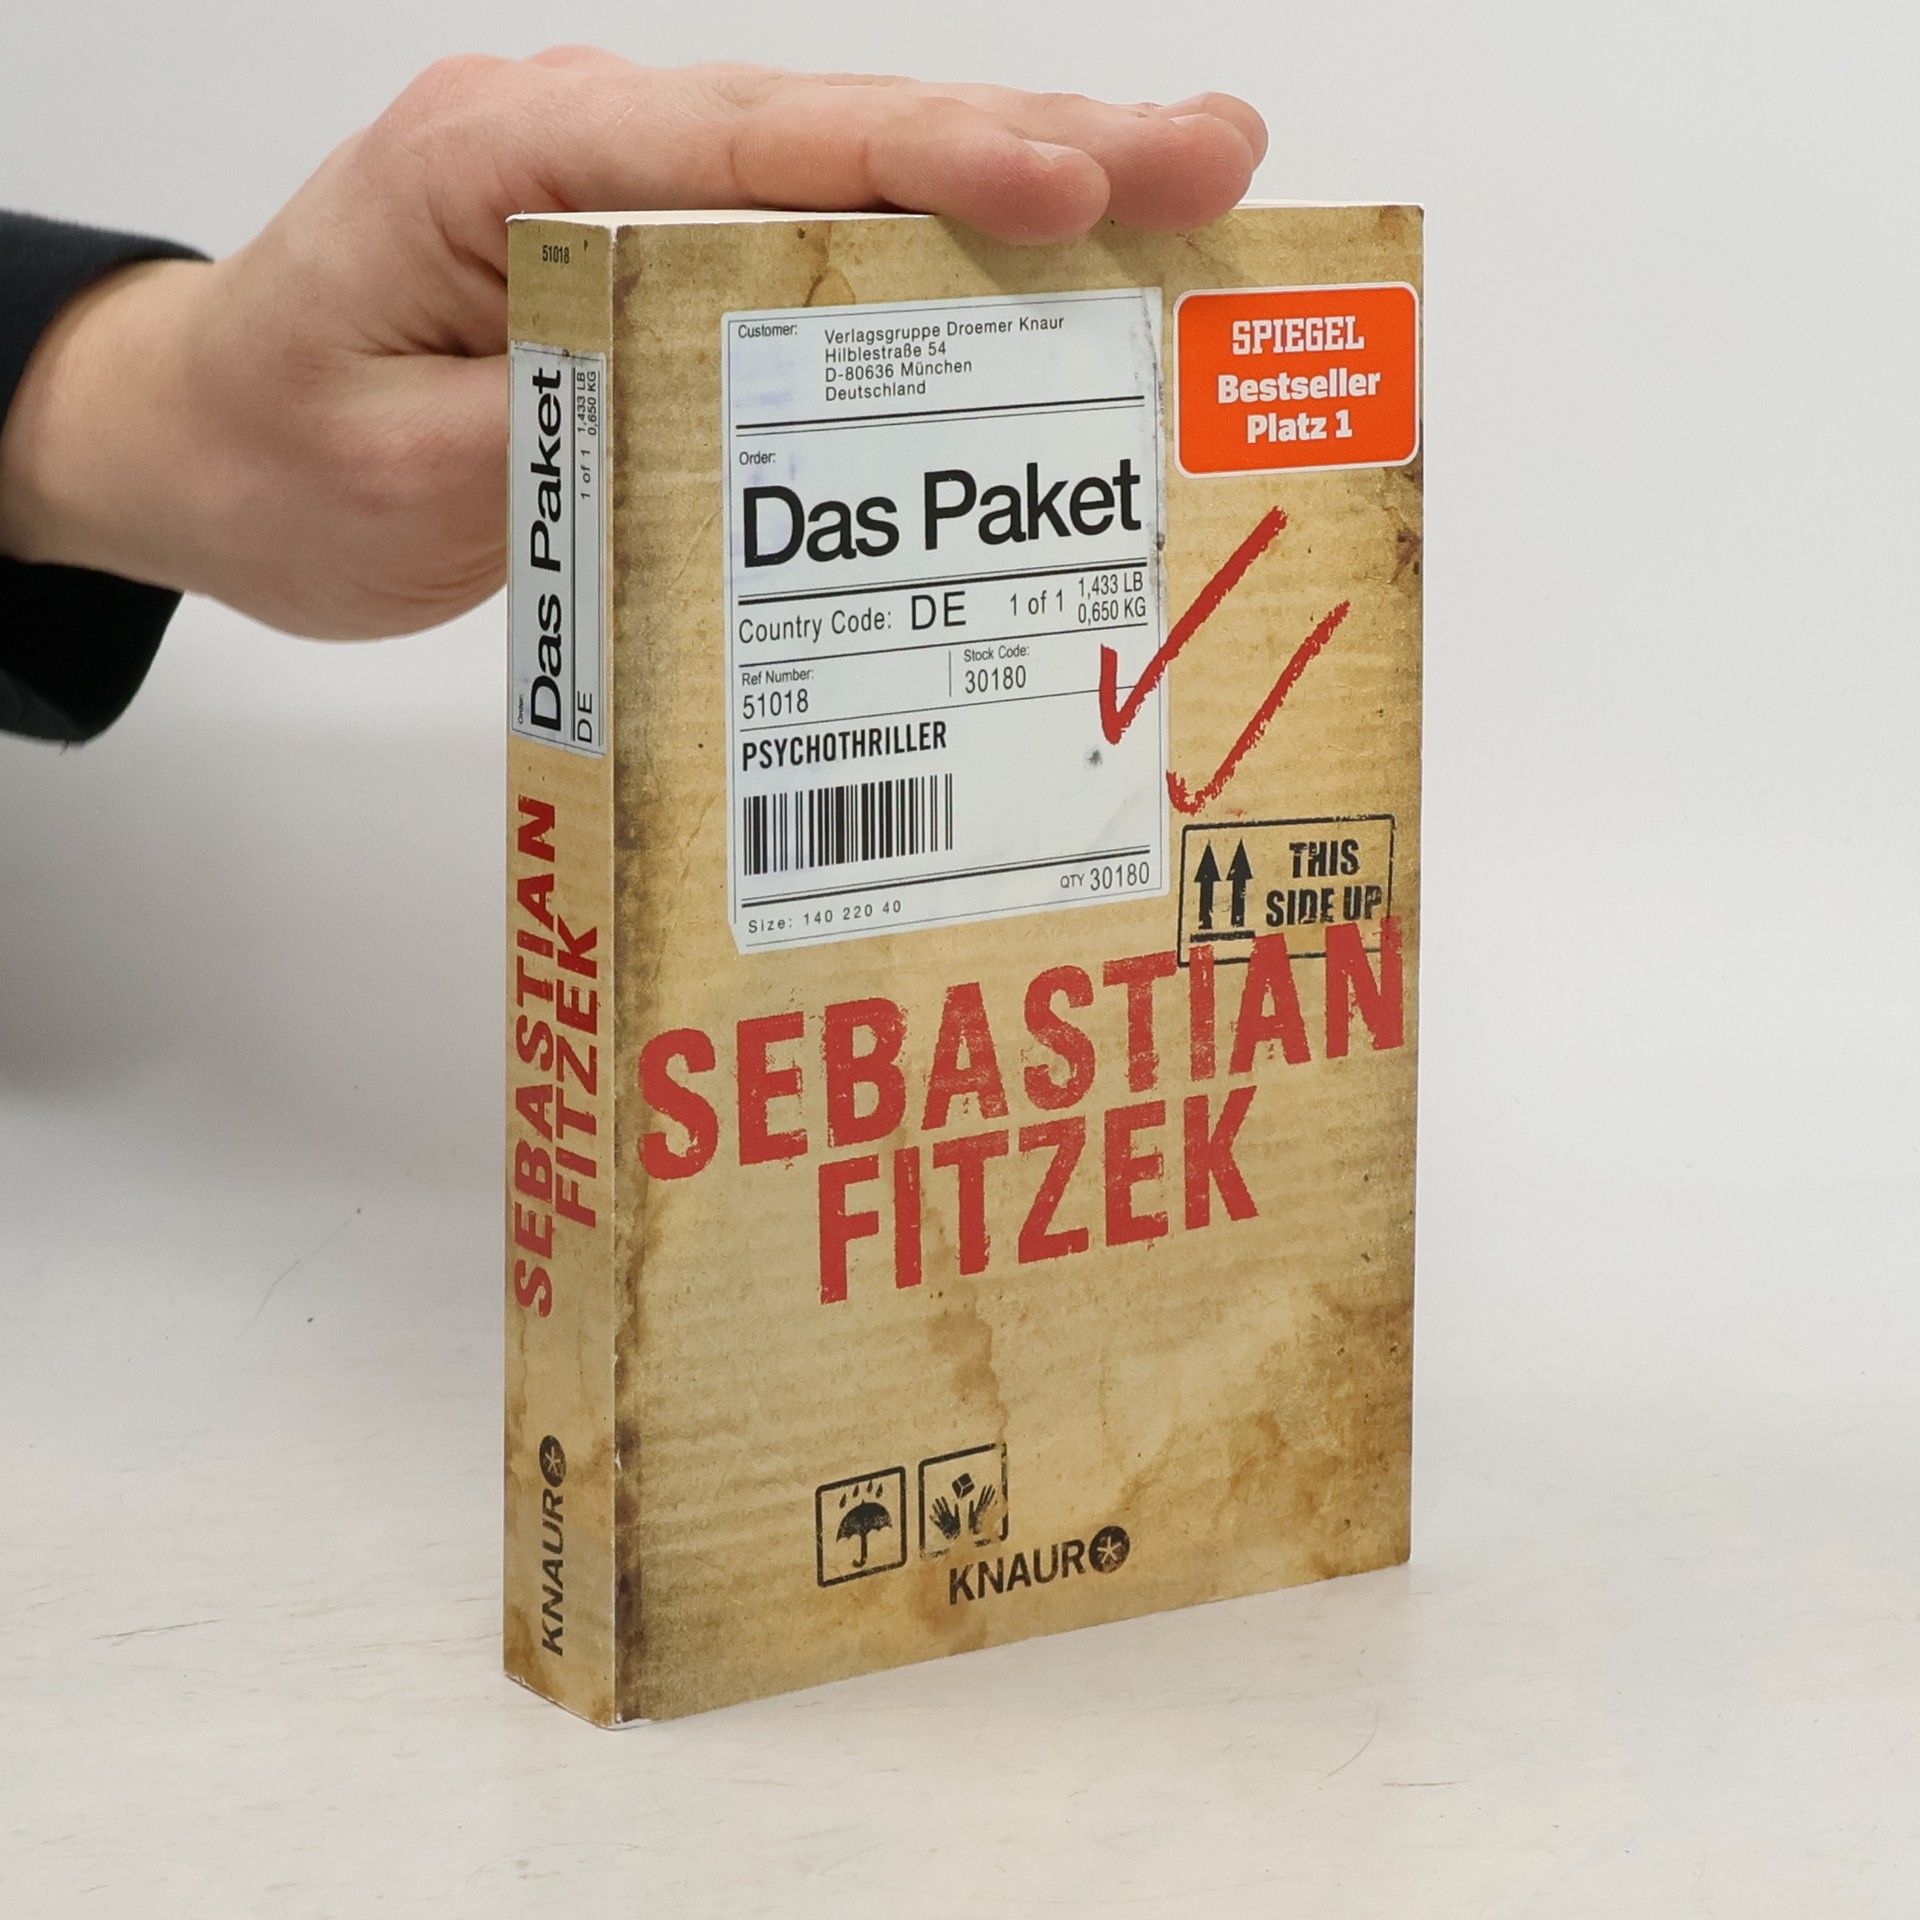 51018
Order:
Das Paket
DE
1 of 1
1,433 LB
0,650 KG
SEBASTIAN
FITZEK
KNAUR
Customer:
Verlagsgruppe Droemer Knaur
Hilblestraße 54
D-80636 München
Deutschland
SPIEGEL
Bestseller
Platz 1
Order:
Das Paket
Country Code: DE
1 of 1
1,433 LB
0,650 KG
Ref Number:
51018
Stock Code:
30180
PSYCHOTHRILLER
QTY 30180
Size: 140 220 40
THIS
SIDE UP
SEBASTIAN
FITZEK
KNAUR